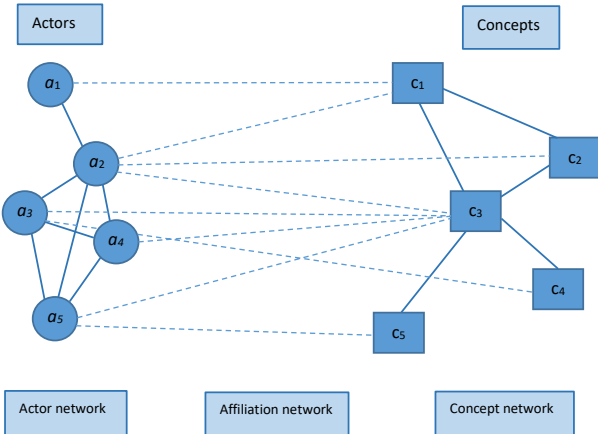 Actors
Concepts
a1
c1
a2
c2
a3
c3
a4
c4
a5
c5
Actor network
Affiliation network
Concept network